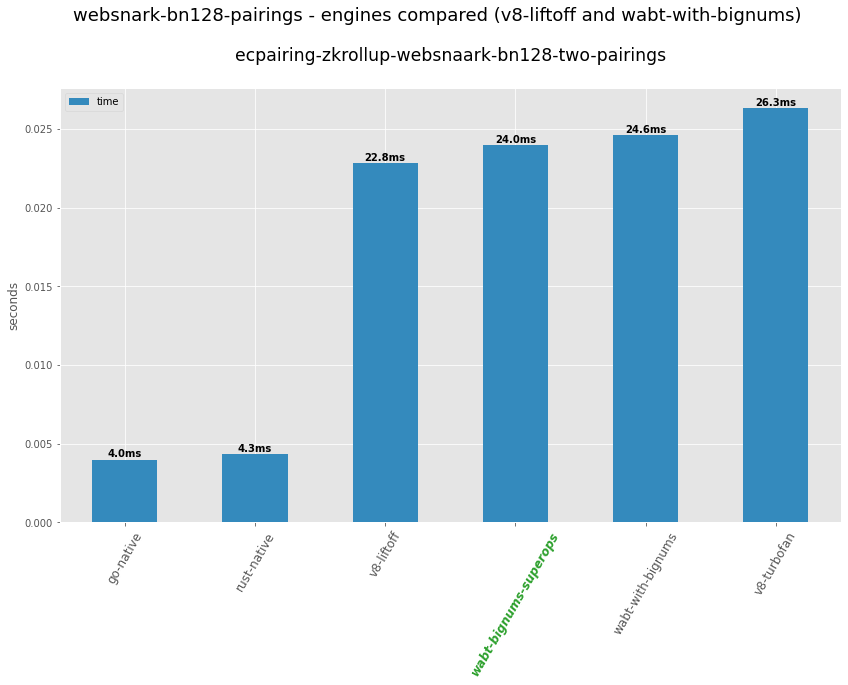 websnark-bn128-pairings - engines compared (v8-liftoff and wabt-with-bignums)
ecpairing-zkrollup-websnaark-bn128-two-pairings
time
seconds
0.025
0.020
0.015
0.010
0.005
0.000
4.0ms
4.3ms
22.8ms
24.0ms
24.6ms
26.3ms
go-native
rust-native
v8-liftoff
wabt-bignums-superops
wabt-with-bignums
v8-turbofan